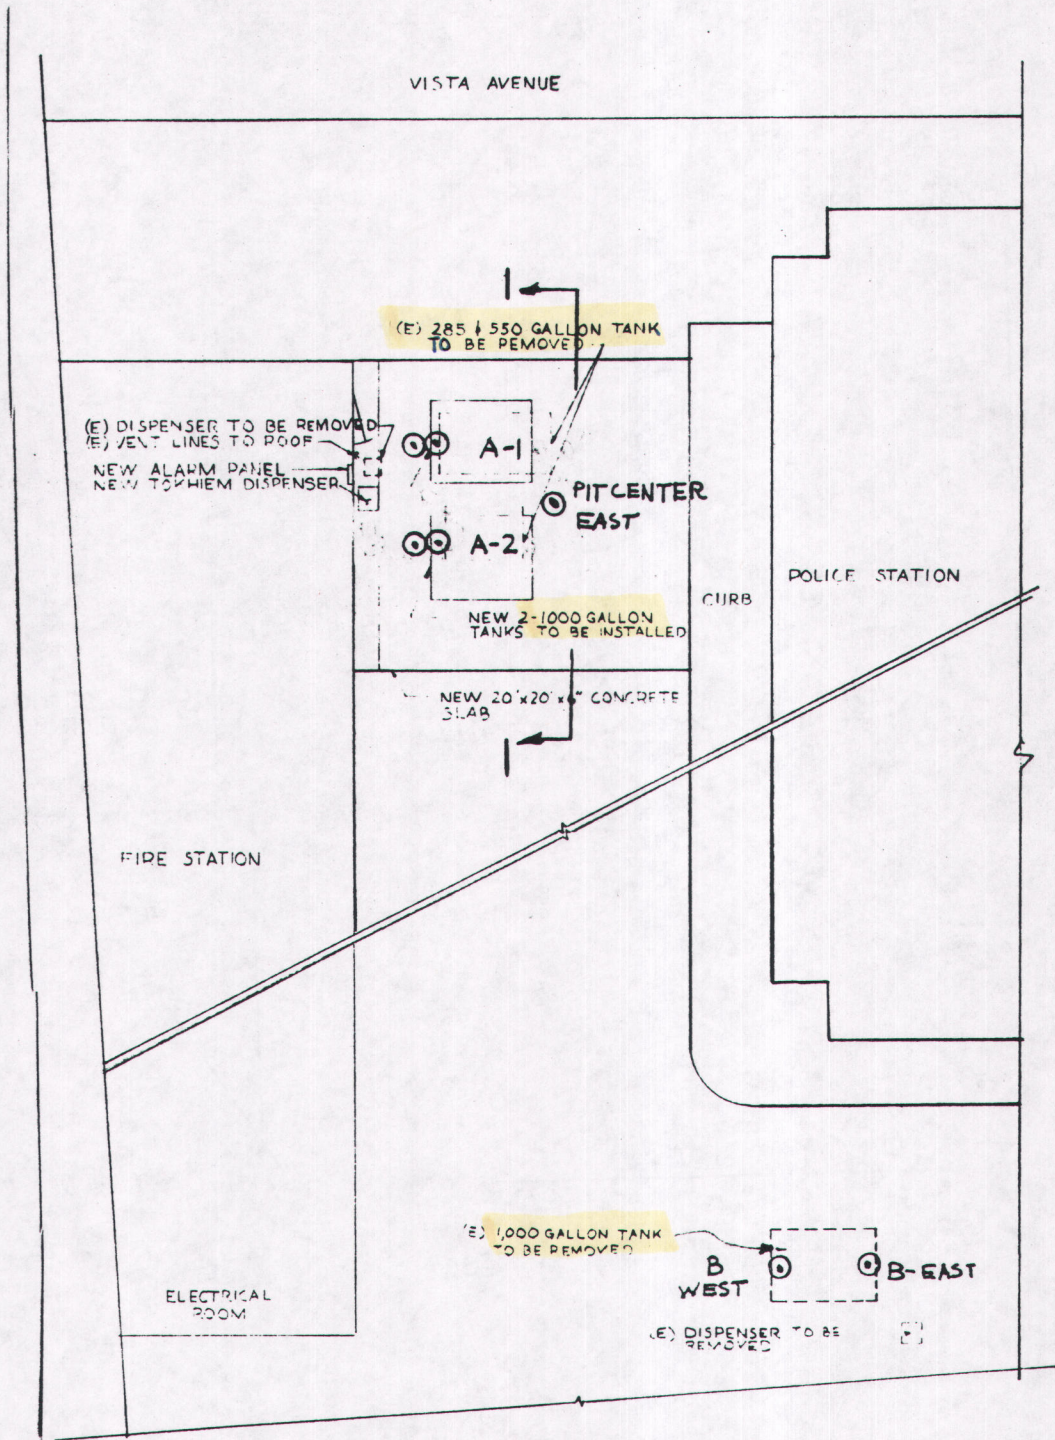 VISTA AVENUE
(E) 285 & 550 GALLON TANK
TO BE REMOVED
(E) DISPENSER TO BE REMOVED
(E) VENT LINES TO ROOF
NEW ALARM PANEL
NEW TOKHIEM DISPENSER
A-1
PIT CENTER
EAST
A-2
POLICE STATION
CURB
NEW 2-1000 GALLON
TANKS TO BE INSTALLED
NEW 20'x20'x6" CONCRETE
SLAB
FIRE STATION
(E) 1,000 GALLON TANK
TO BE REMOVED
B
WEST
B-EAST
ELECTRICAL
ROOM
(E) DISPENSER TO BE
REMOVED